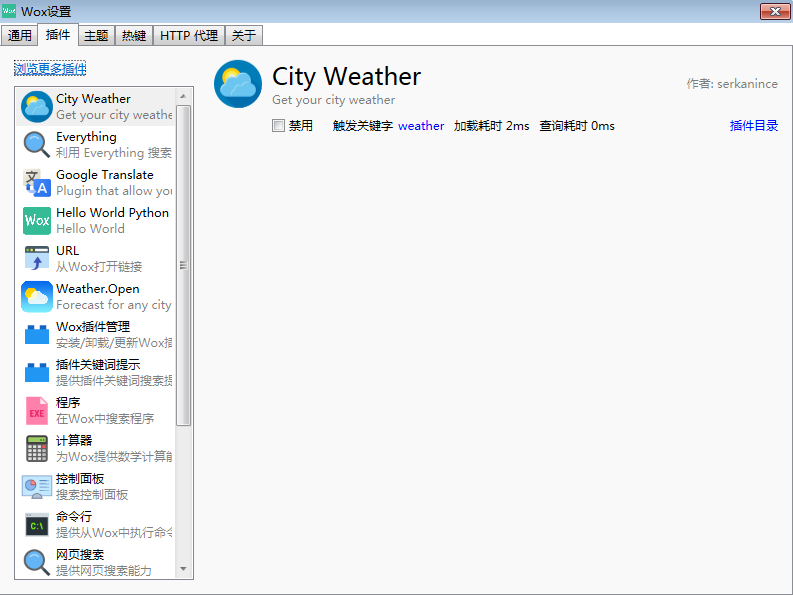 Wox Wox设置
通用 插件 主题 热键 HTTP 代理 关于
浏览更多插件
City Weather
Get your city weathe
Everything
利用 Everything 搜索
Google Translate
Plugin that allow you
Wox
Hello World Python
Hello World
URL
从Wox打开链接
Weather.Open
Forecast for any city
Wox插件管理
安装/卸载/更新Wox插
插件关键词提示
提供插件关键词搜索提
EXE
程序
在Wox中搜索程序
计算器
为Wox提供数学计算能
控制面板
搜索控制面板
C:\
命令行
提供从Wox中执行命令
网页搜索
提供网页搜索能力
City Weather
作者: serkanince
Get your city weather
禁用 触发关键字 weather 加载耗时 2ms 查询耗时 0ms 插件目录